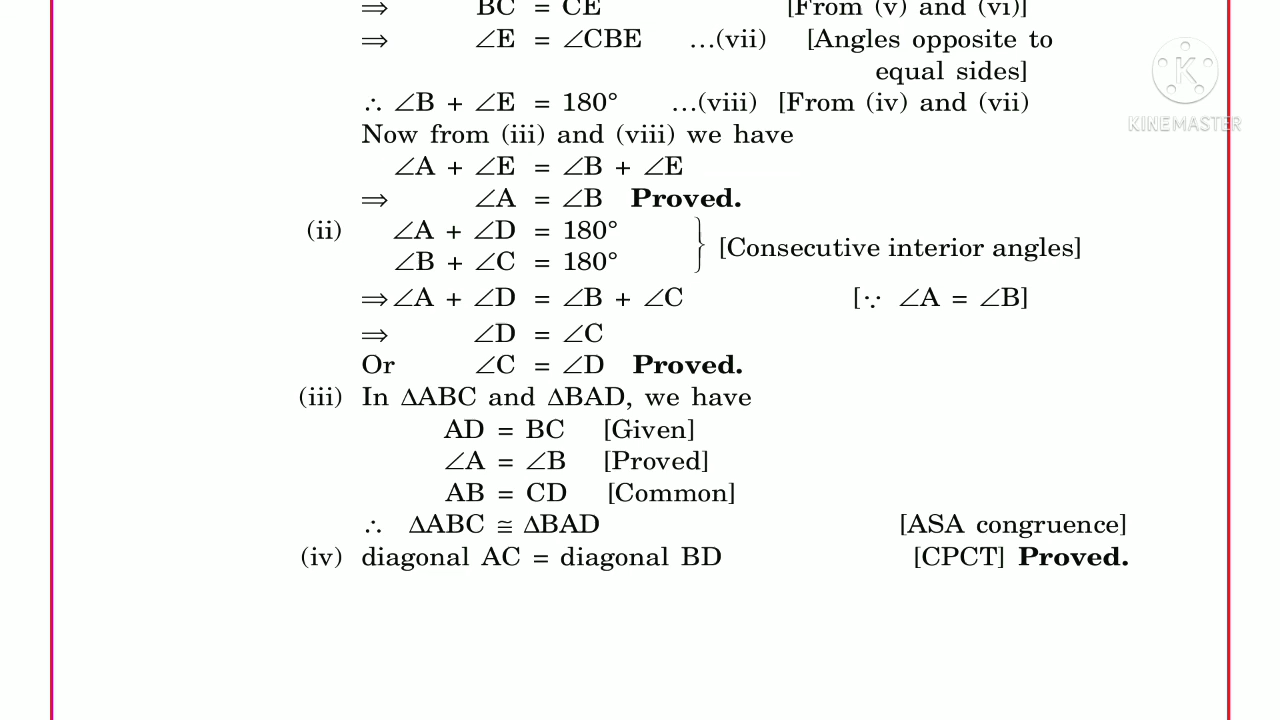 ⇒ BC = CE [From (v) and (vi)]
⇒ ∠E = ∠CBE ...(vii) [Angles opposite to
equal sides]
∴ ∠B + ∠E = 180° ...(viii) [From (iv) and (vii)
Now from (iii) and (viii) we have
∠A + ∠E = ∠B + ∠E
⇒ ∠A = ∠B Proved.
(ii) ∠A + ∠D = 180°
∠B + ∠C = 180° } [Consecutive interior angles]
⇒ ∠A + ∠D = ∠B + ∠C [∵ ∠A = ∠B]
⇒ ∠D = ∠C
Or ∠C = ∠D Proved.
(iii) In ΔABC and ΔBAD, we have
AD = BC [Given]
∠A = ∠B [Proved]
AB = CD [Common]
∴ ΔABC ≅ ΔBAD [ASA congruence]
(iv) diagonal AC = diagonal BD [CPCT] Proved.
K
KINEMASTER